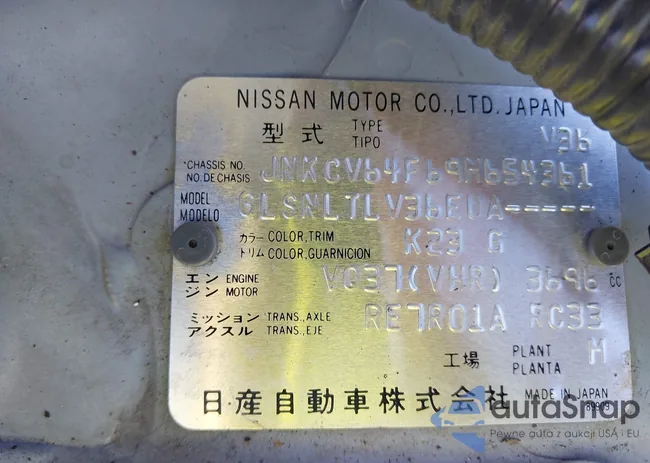 NISSAN MOTOR CO.,LTD. JAPAN
型式 TYPE TIPO V36
CHASSIS NO. NO. DE CHASIS JNKCV64F69M654361
MODEL MODELO GLSNLTLV36EUA-----
カラー COLOR, TRIM K23 G
トリム COLOR, GUARNICION
エンジン ENGINE MOTOR VQ37(VHR) 3696 cc
ミッション TRANS., AXLE RE7R01A RC33
アクスル TRANS., EJE
工場 PLANT PLANTA M
日産自動車株式会社 MADE IN JAPAN
autoSnap
Pewne auta z aukcji USA i EU